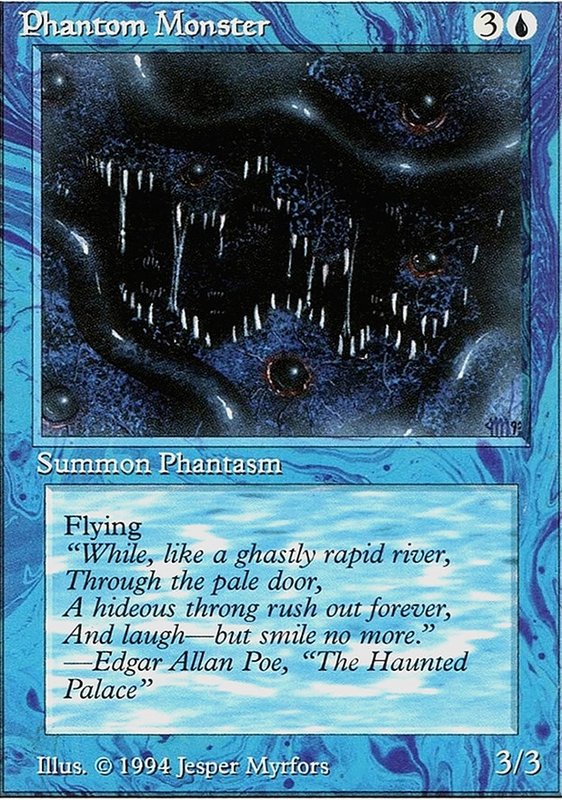 Phantom Monster 3
Summon Phantasm
Flying
“While, like a ghastly rapid river,
Through the pale door,
A hideous throng rush out forever,
And laugh—but smile no more.”
—Edgar Allan Poe, “The Haunted
Palace”
Illus. © 1994 Jesper Myrfors 3/3